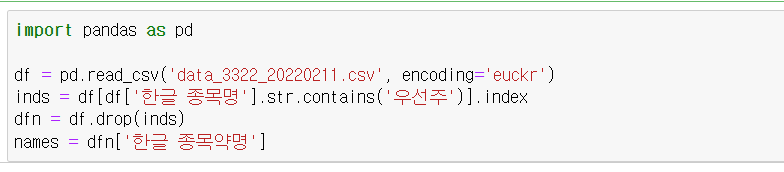 import pandas as pd
df = pd.read_csv('data_3322_20220211.csv', encoding='euckr')
inds = df[df['한글 종목명'].str.contains('우선주')].index
dfn = df.drop(inds)
names = dfn['한글 종목약명']